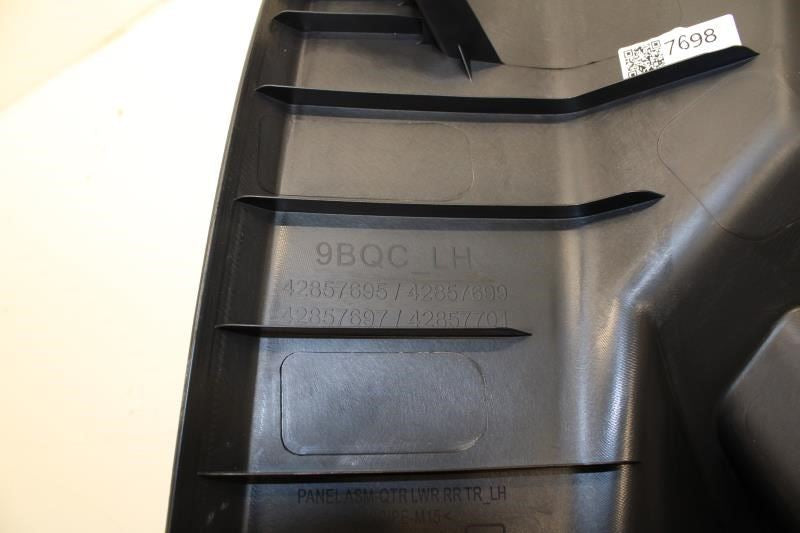 7698
9BQC_LH
42857695 / 42857699
42857697 / 42857701
PANEL ASM-QTR LWR RR TR_LH